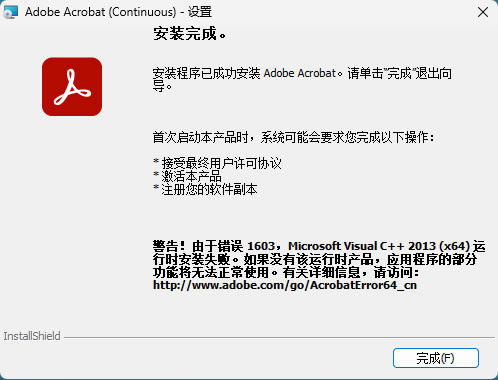 Adobe Acrobat (Continuous) - 设置
安装完成。
安装程序已成功安装 Adobe Acrobat。请单击"完成"退出向
导。
首次启动本产品时，系统可能会要求您完成以下操作:
* 接受最终用户许可协议
* 激活本产品
* 注册您的软件副本
警告！由于错误 1603，Microsoft Visual C++ 2013 (x64) 运
行时安装失败。如果没有该运行时产品，应用程序的部分
功能将无法正常使用。有关详细信息，请访问:
http://www.adobe.com/go/AcrobatError64_cn
InstallShield
完成(F)